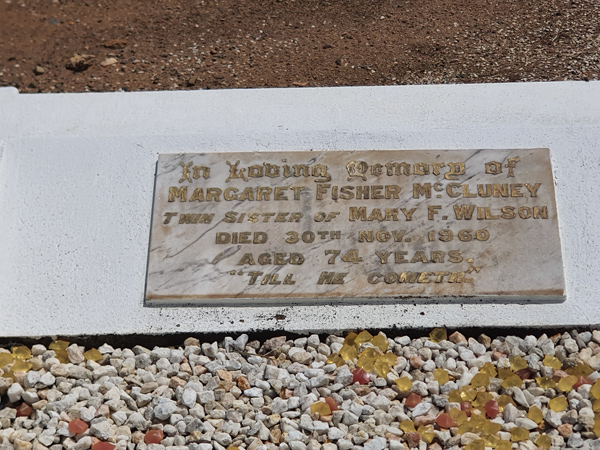 In Loving Memory of
MARGARET FISHER McCLUNEY
TWIN SISTER OF MARY F. WILSON
DIED 30TH NOV. 1960
AGED 74 YEARS.
"TILL HE COMETH."